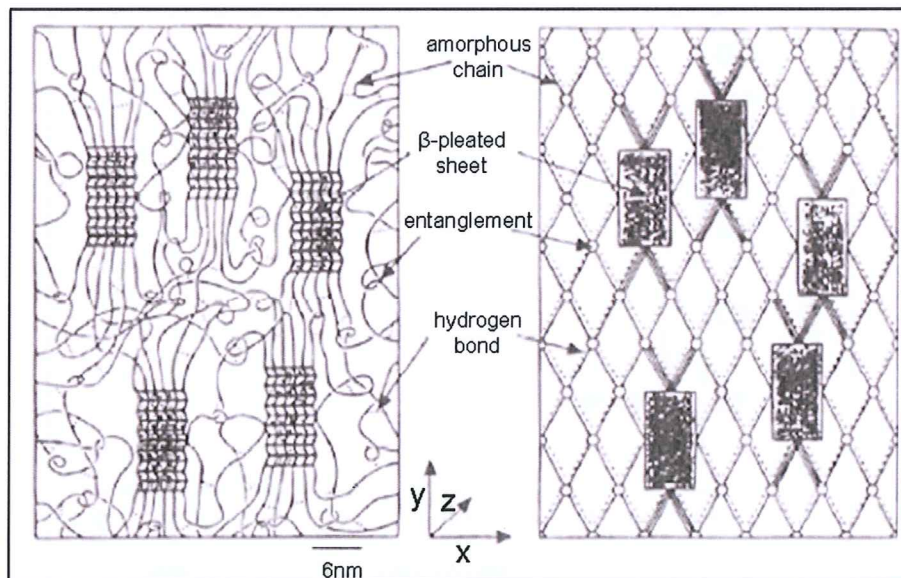 amorphous
chain
β-pleated
sheet
entanglement
hydrogen
bond
y
z
x
6nm